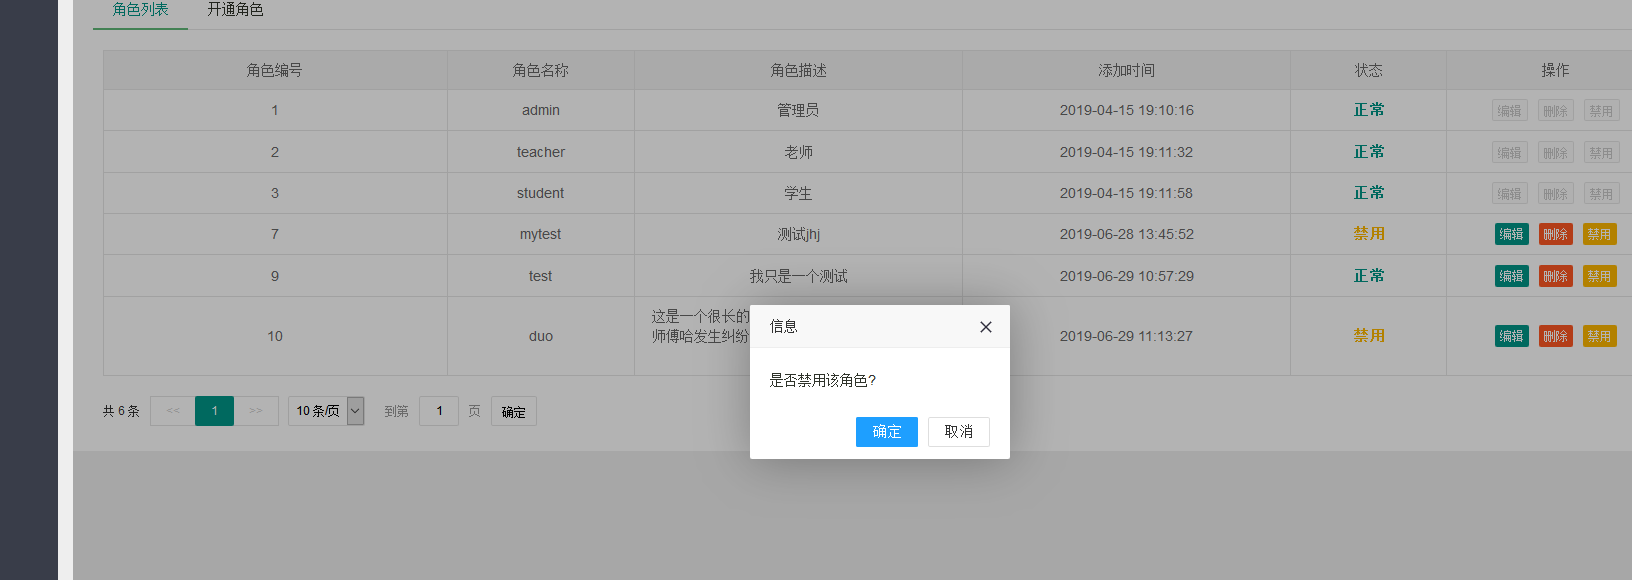 角色列表 开通角色
角色编号 角色名称 角色描述 添加时间 状态 操作
1 admin 管理员 2019-04-15 19:10:16 正常 编辑 删除 禁用
2 teacher 老师 2019-04-15 19:11:32 正常 编辑 删除 禁用
3 student 学生 2019-04-15 19:11:58 正常 编辑 删除 禁用
7 mytest 测试jhj 2019-06-28 13:45:52 禁用 编辑 删除 禁用
9 test 我只是一个测试 2019-06-29 10:57:29 正常 编辑 删除 禁用
10 duo 这是一个很长的 2019-06-29 11:13:27 禁用 编辑 删除 禁用
师傅哈发生纠纷
信息
是否禁用该角色?
确定 取消
共 6 条 << 1 >> 10 条/页 到第 1 页 确定